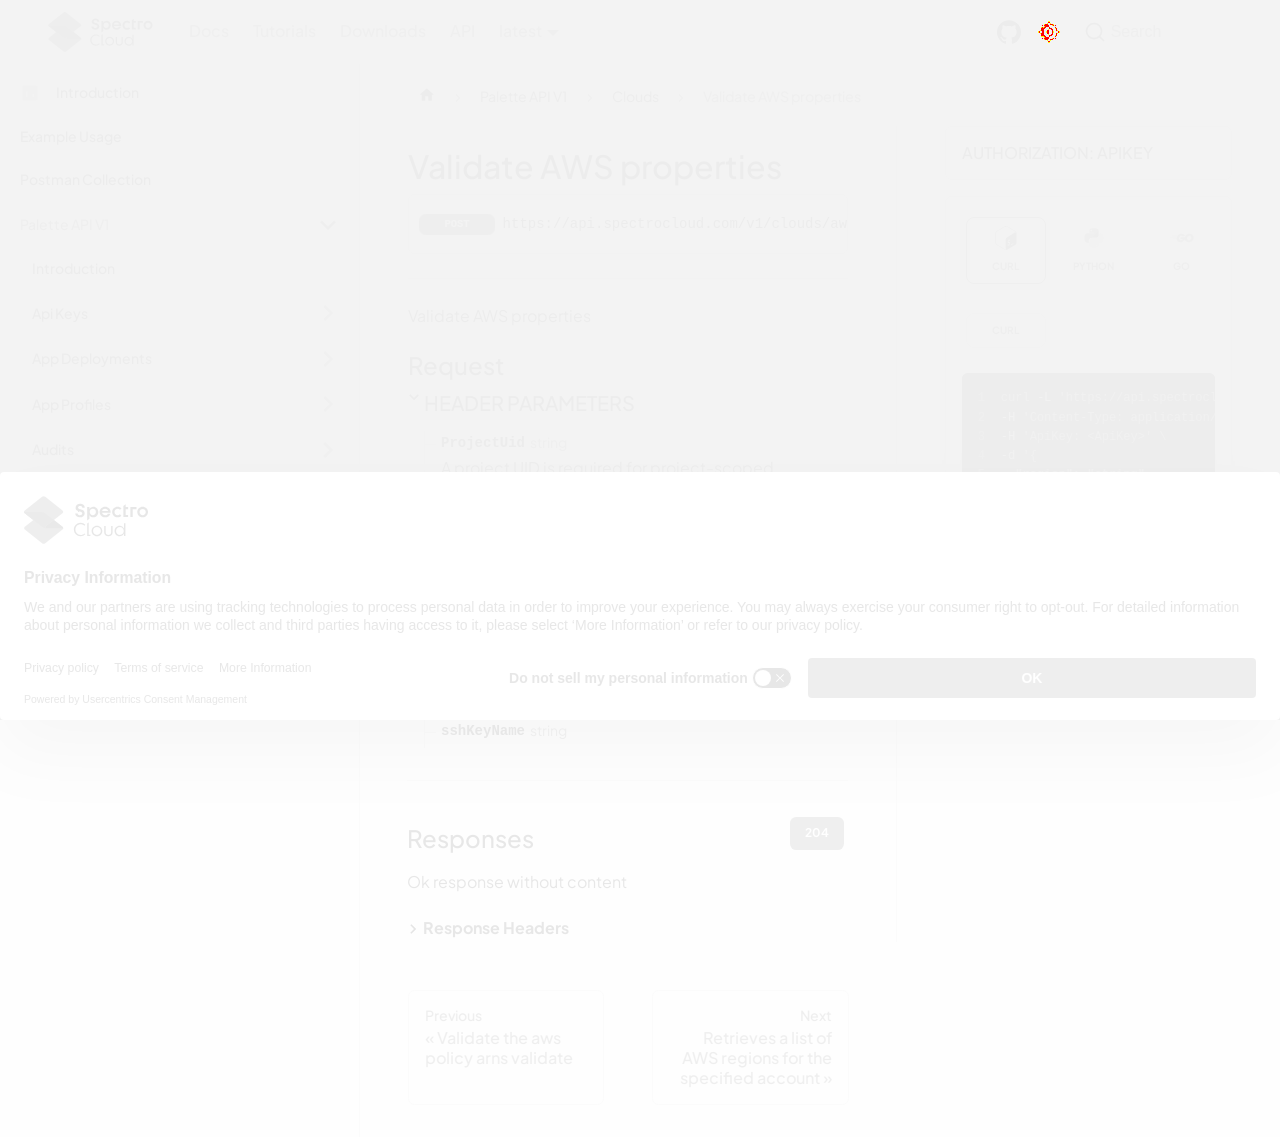 Spectro Cloud
Docs Tutorials Downloads API latest
Search
Introduction
Example Usage
Postman Collection
Palette API V1
Introduction
Api Keys
App Deployments
App Profiles
Audits
Palette API V1
Clouds
Validate AWS properties
Validate AWS properties
POST
https://api.spectrocloud.com/v1/clouds/aw
Validate AWS properties
Request
HEADER PARAMETERS
ProjectUid string
A project UID is required for project-scoped
AUTHORIZATION: APIKEY
CURL
PYTHON
GO
CURL
Spectro Cloud
Privacy Information
We and our partners are using tracking technologies to process personal data in order to improve your experience. You may always exercise your consumer right to opt-out. For detailed information
about personal information we collect and third parties having access to it, please select 'More Information' or refer to our privacy policy.
Privacy policy Terms of service More Information
Powered by Usercentrics Consent Management
Do not sell my personal information
OK
sshKeyName string
Responses
204
Ok response without content
Response Headers
Previous
« Validate the aws
policy arns validate
Next
Retrieves a list of
AWS regions for the
specified account »